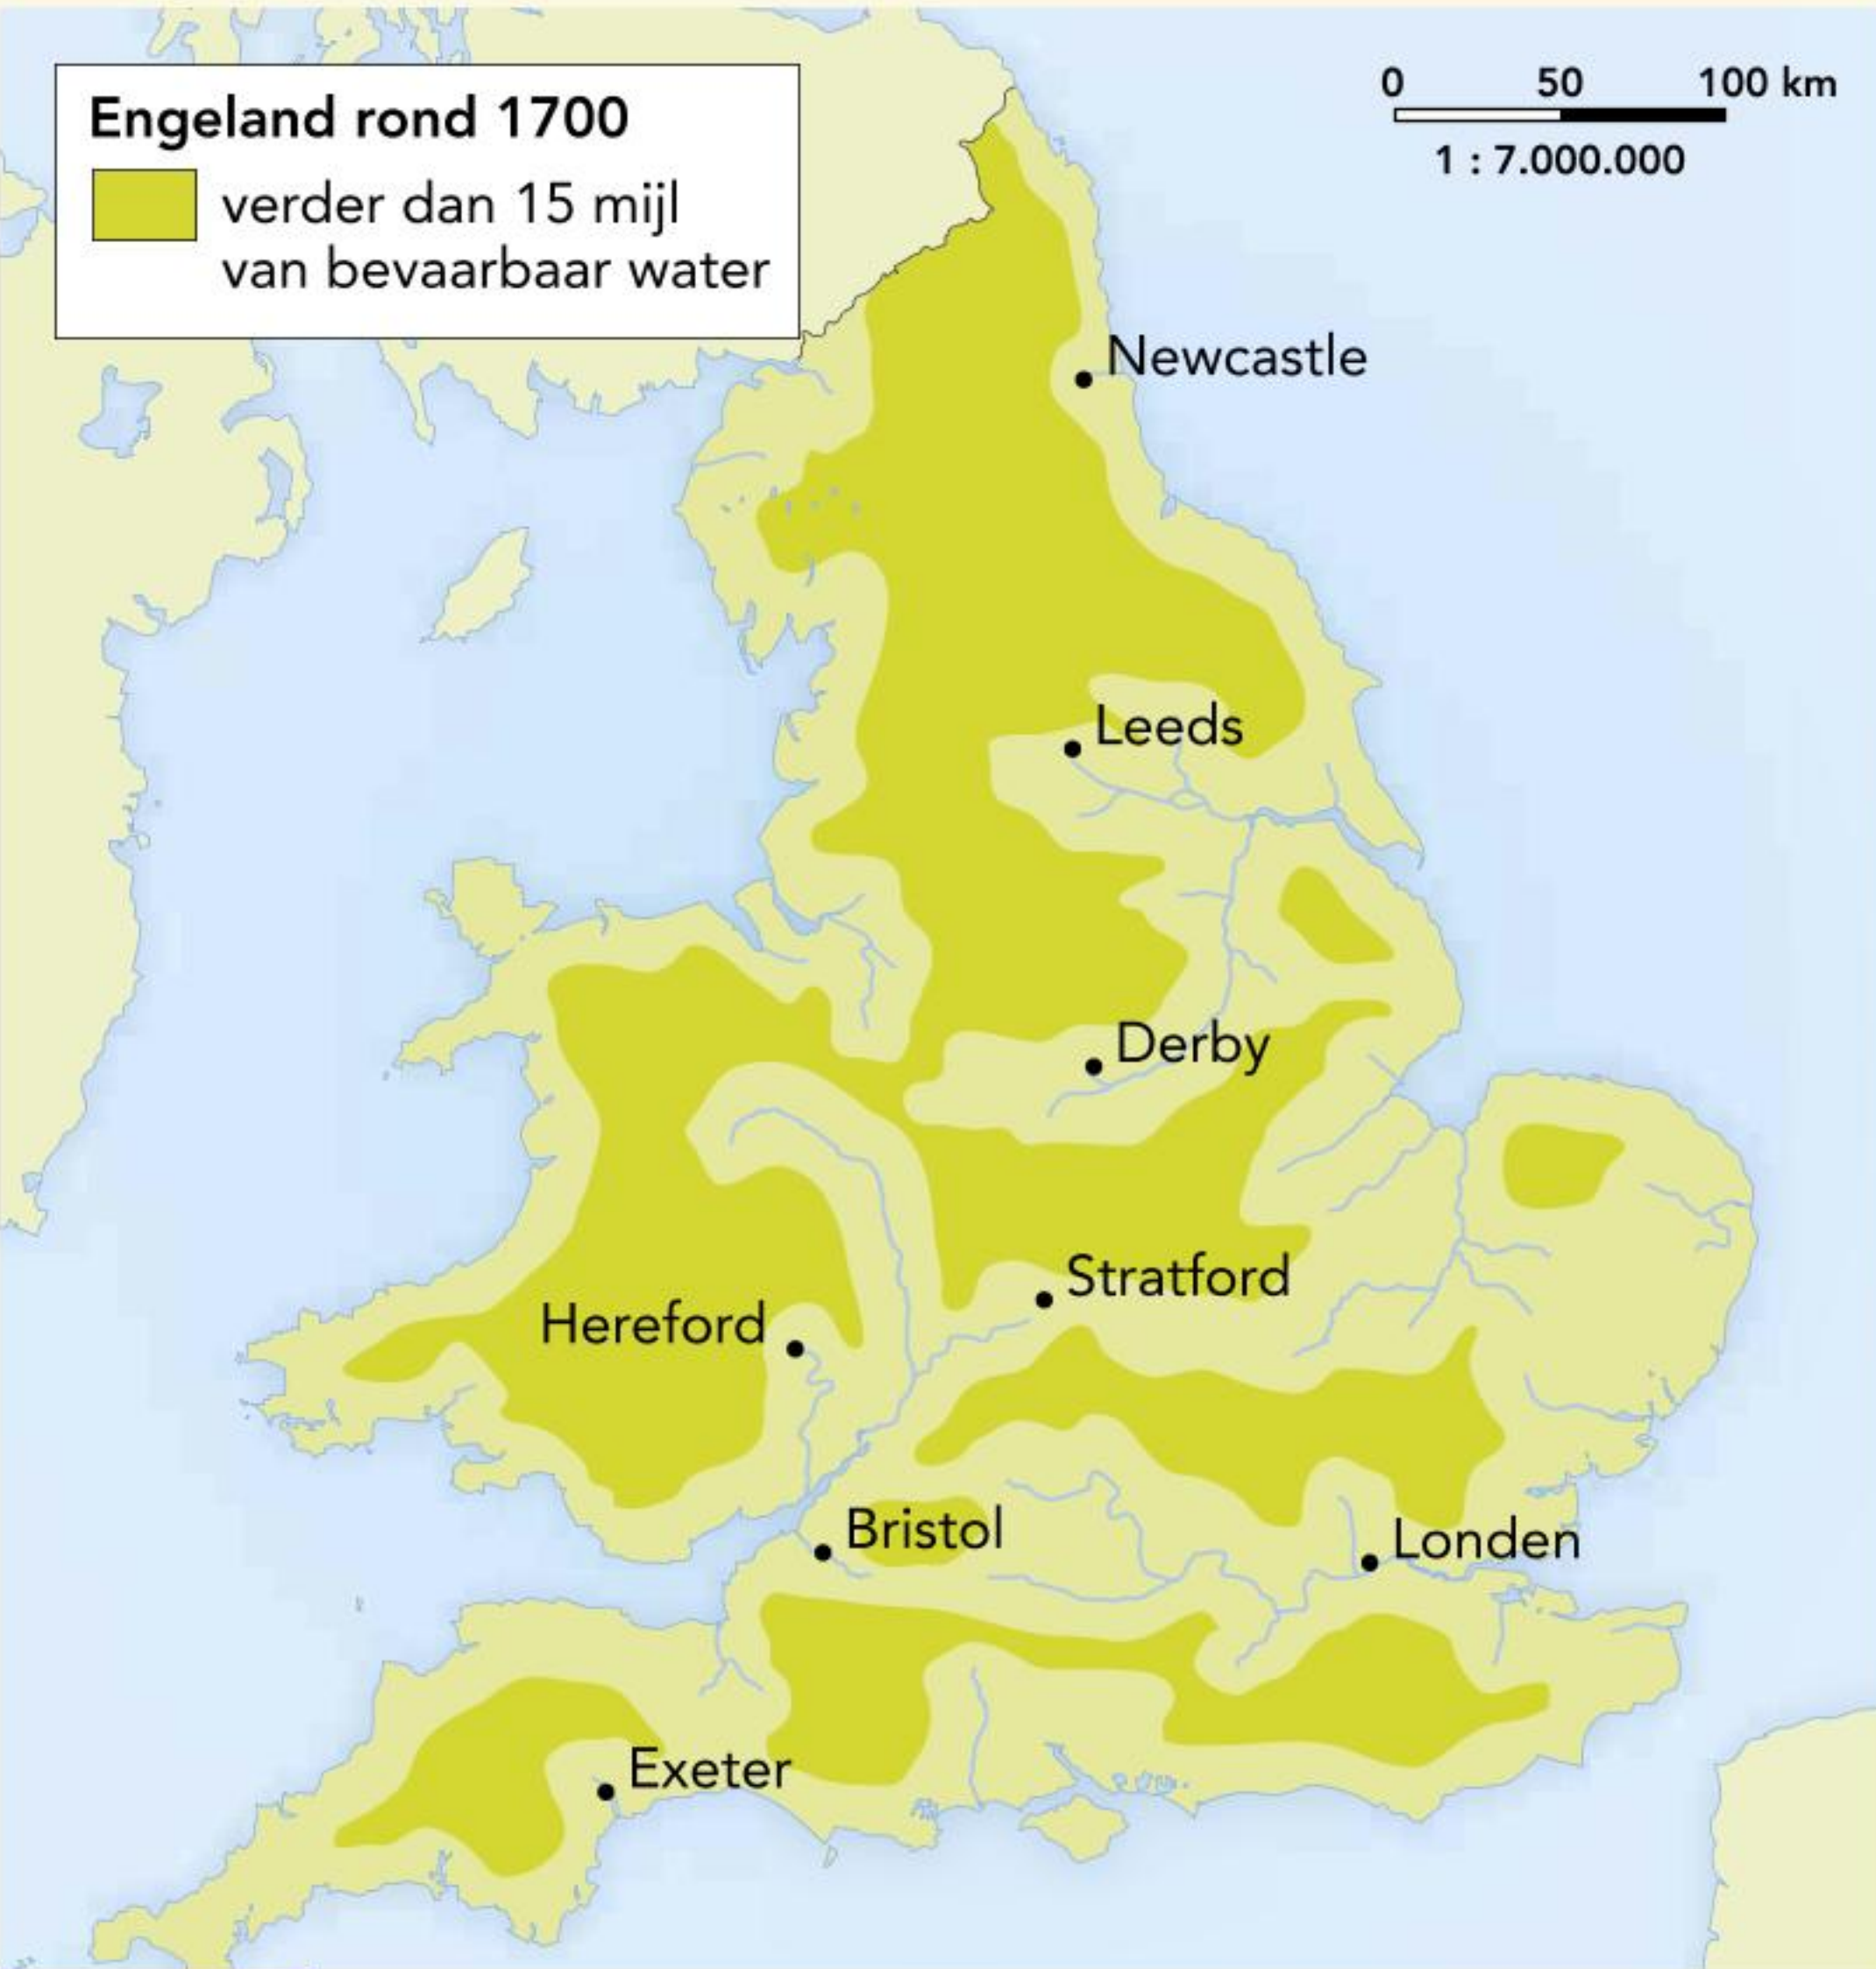 Engeland rond 1700
verder dan 15 mijl
van bevaarbaar water
0 50 100 km
1 : 7.000.000
Newcastle
Leeds
Derby
Stratford
Hereford
Bristol
Londen
Exeter